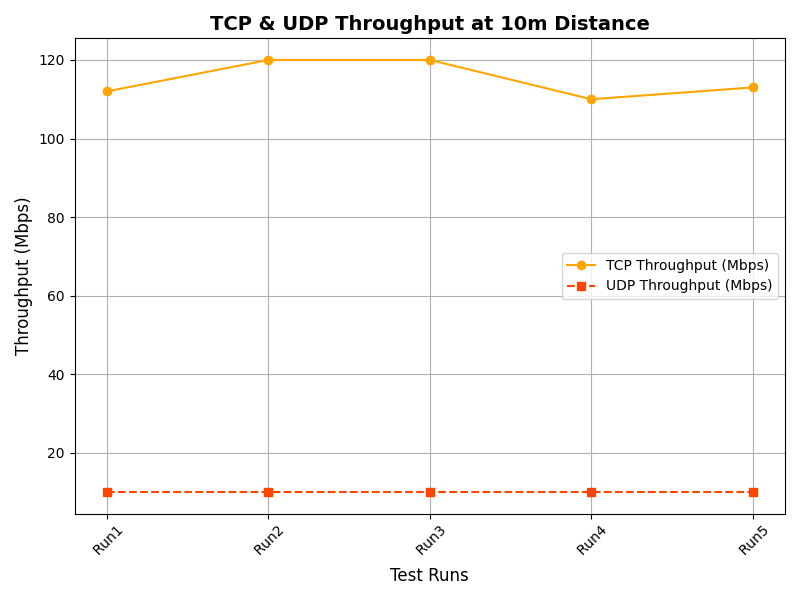 TCP & UDP Throughput at 10m Distance
Throughput (Mbps)
120
100
80
60
40
20
TCP Throughput (Mbps)
UDP Throughput (Mbps)
Run1
Run2
Run3
Run4
Run5
Test Runs